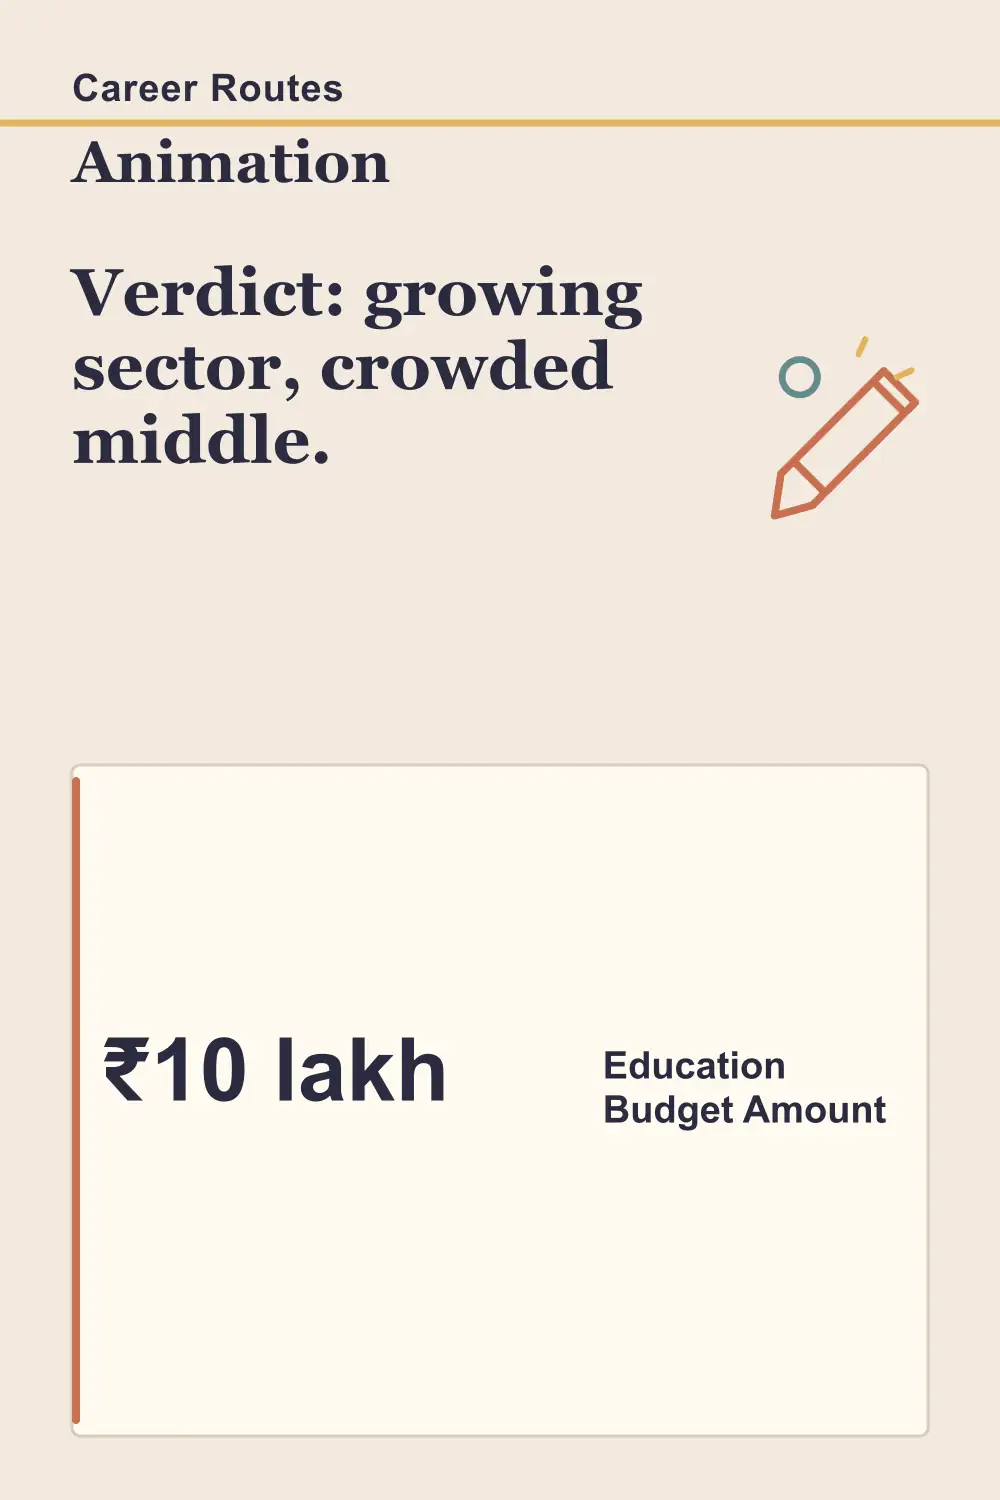 Career Routes
Animation
Verdict: growing
sector, crowded
middle.
₹10 lakh
Education
Budget Amount